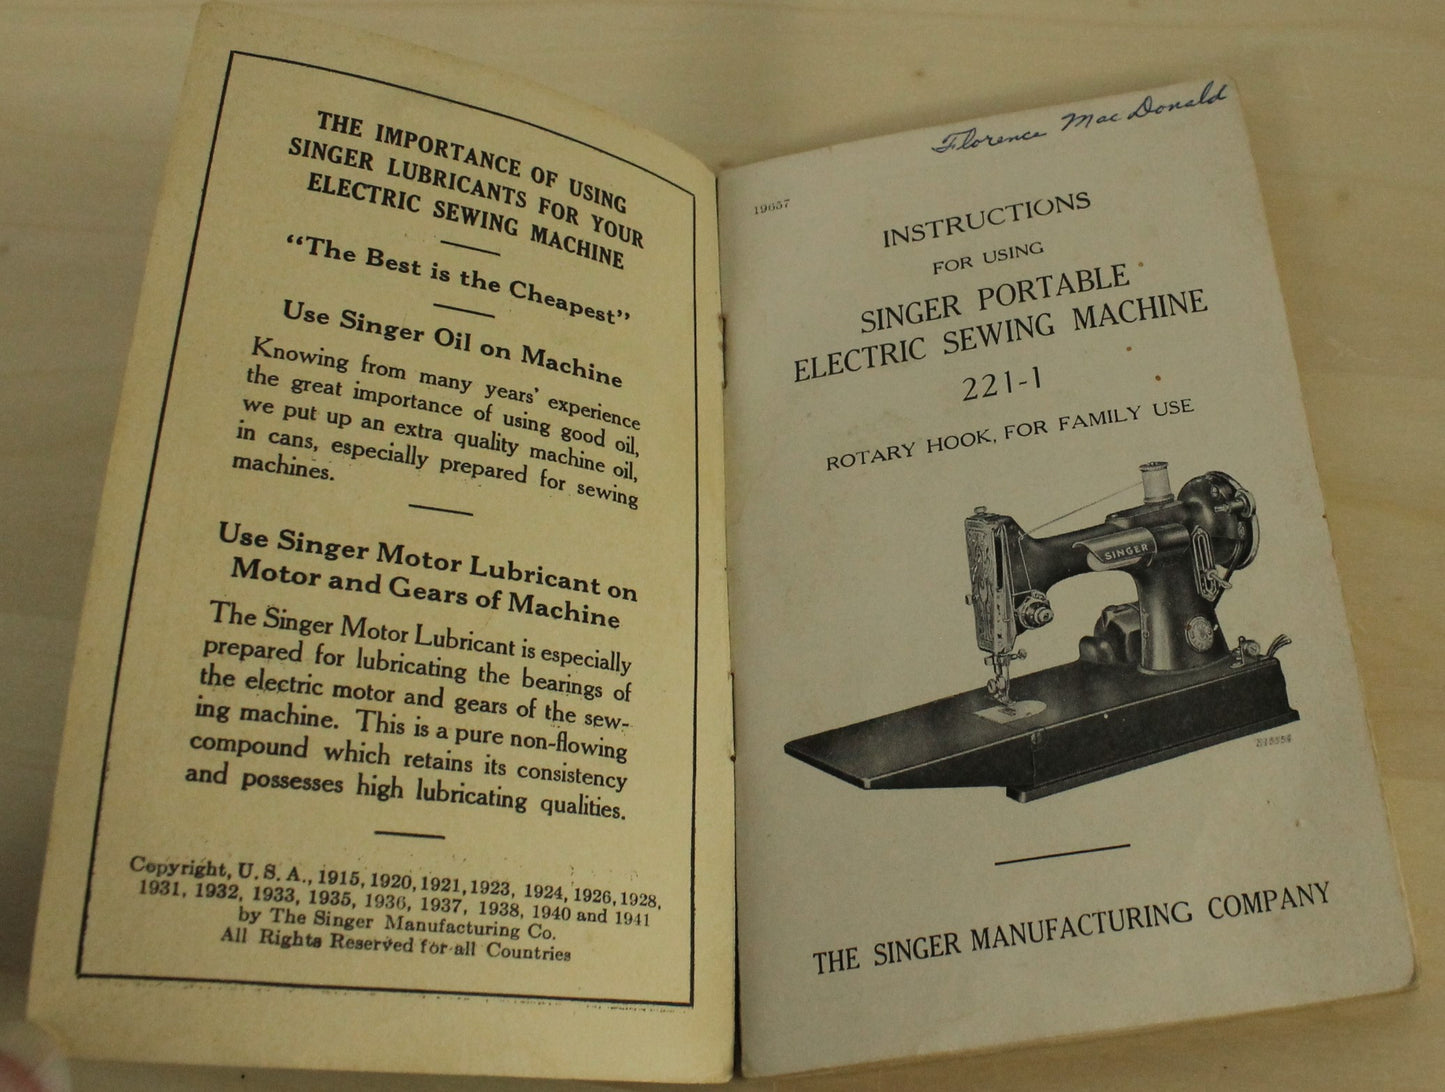 THE IMPORTANCE OF USING
SINGER LUBRICANTS FOR YOUR
ELECTRIC SEWING MACHINE
“The Best is the Cheapest”
Use Singer Oil on Machine
Knowing from many years’ experience
the great importance of using good oil,
we put up an extra quality machine oil,
in cans, especially prepared for sewing
machines.
Use Singer Motor Lubricant on
Motor and Gears of Machine
The Singer Motor Lubricant is especially
prepared for lubricating the bearings of
the electric motor and gears of the sew-
ing machine. This is a pure non-flowing
compound which retains its consistency
and possesses high lubricating qualities.
Copyright, U. S. A., 1915, 1920, 1921, 1923, 1924, 1926, 1928,
1931, 1932, 1933, 1935, 1936, 1937, 1938, 1940 and 1941
by The Singer Manufacturing Co.
All Rights Reserved for all Countries
Florence MacDonald
19657
INSTRUCTIONS
FOR USING
SINGER PORTABLE
ELECTRIC SEWING MACHINE
221-1
ROTARY HOOK, FOR FAMILY USE
SINGER
THE SINGER MANUFACTURING COMPANY